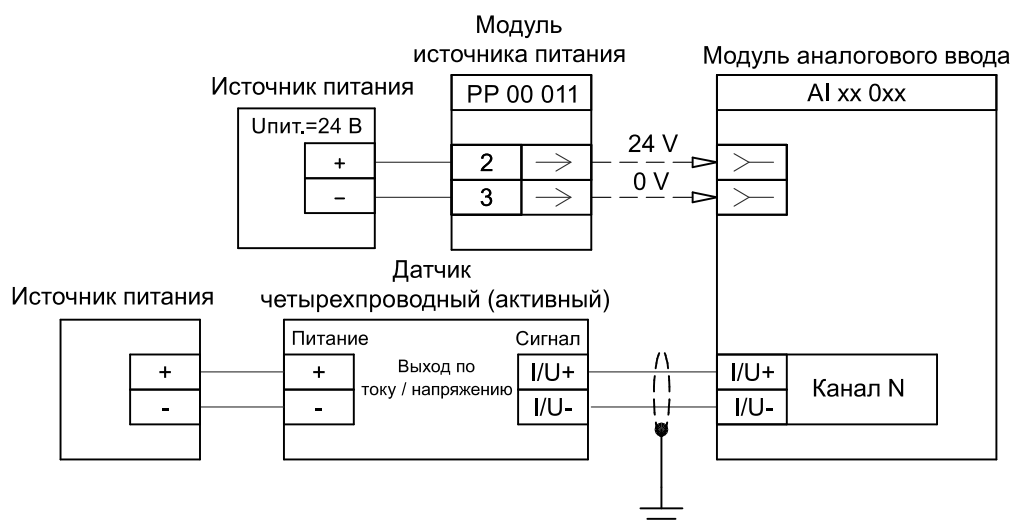 Модуль
источника питания
Модуль аналогового ввода
Источник питания
PP 00 011
AI xx 0xx
Uпит.=24 В
+
2
24 V
–
3
0 V
Датчик
четырехпроводный (активный)
Источник питания
Питание
Сигнал
Выход по
току / напряжению
+
+
I/U+
I/U+
Канал N
-
-
I/U-
I/U-